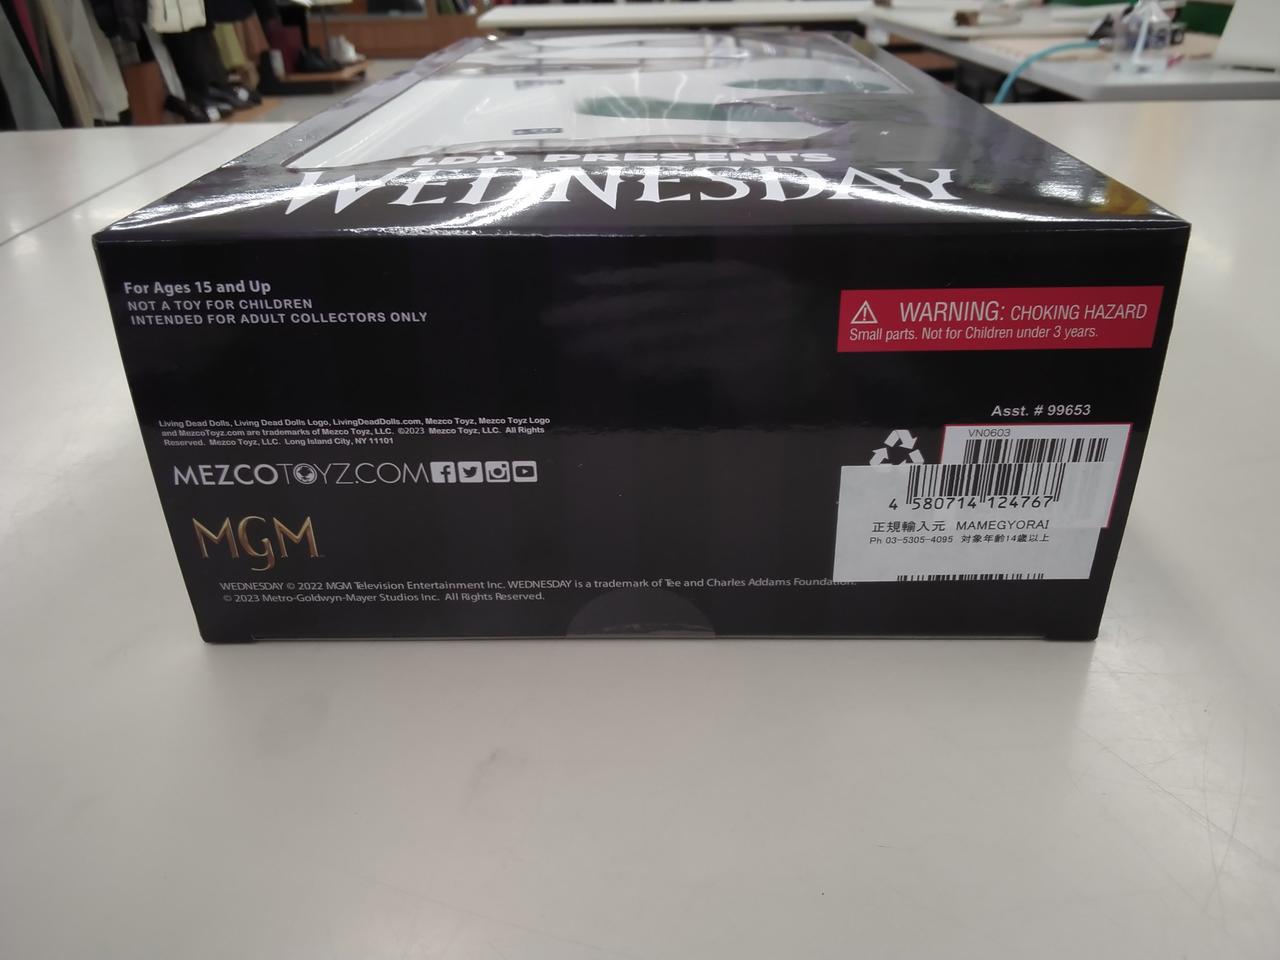 LDD PRESENTS
WEDNESDAY
For Ages 15 and Up
NOT A TOY FOR CHILDREN
INTENDED FOR ADULT COLLECTORS ONLY
WARNING: CHOKING HAZARD
Small parts. Not for Children under 3 years.
Living Dead Dolls, Living Dead Dolls Logo, LivingDeadDolls.com, Mezco Toyz, Mezco Toyz Logo
and MezcoToyz.com are trademarks of Mezco Toyz, LLC. ©2023 Mezco Toyz, LLC. All Rights
Reserved. Mezco Toyz, LLC. Long Island City, NY 11101
MEZCOTOYZ.COM
MGM
WEDNESDAY © 2022 MGM Television Entertainment Inc. WEDNESDAY is a trademark of Tee and Charles Addams Foundation.
© 2023 Metro-Goldwyn-Mayer Studios Inc. All Rights Reserved.
Asst. # 99653
VN0603
4 580714 124767
正規輸入元 MAMEGYORAI
Ph 03-5305-4095 対象年齢14歳以上